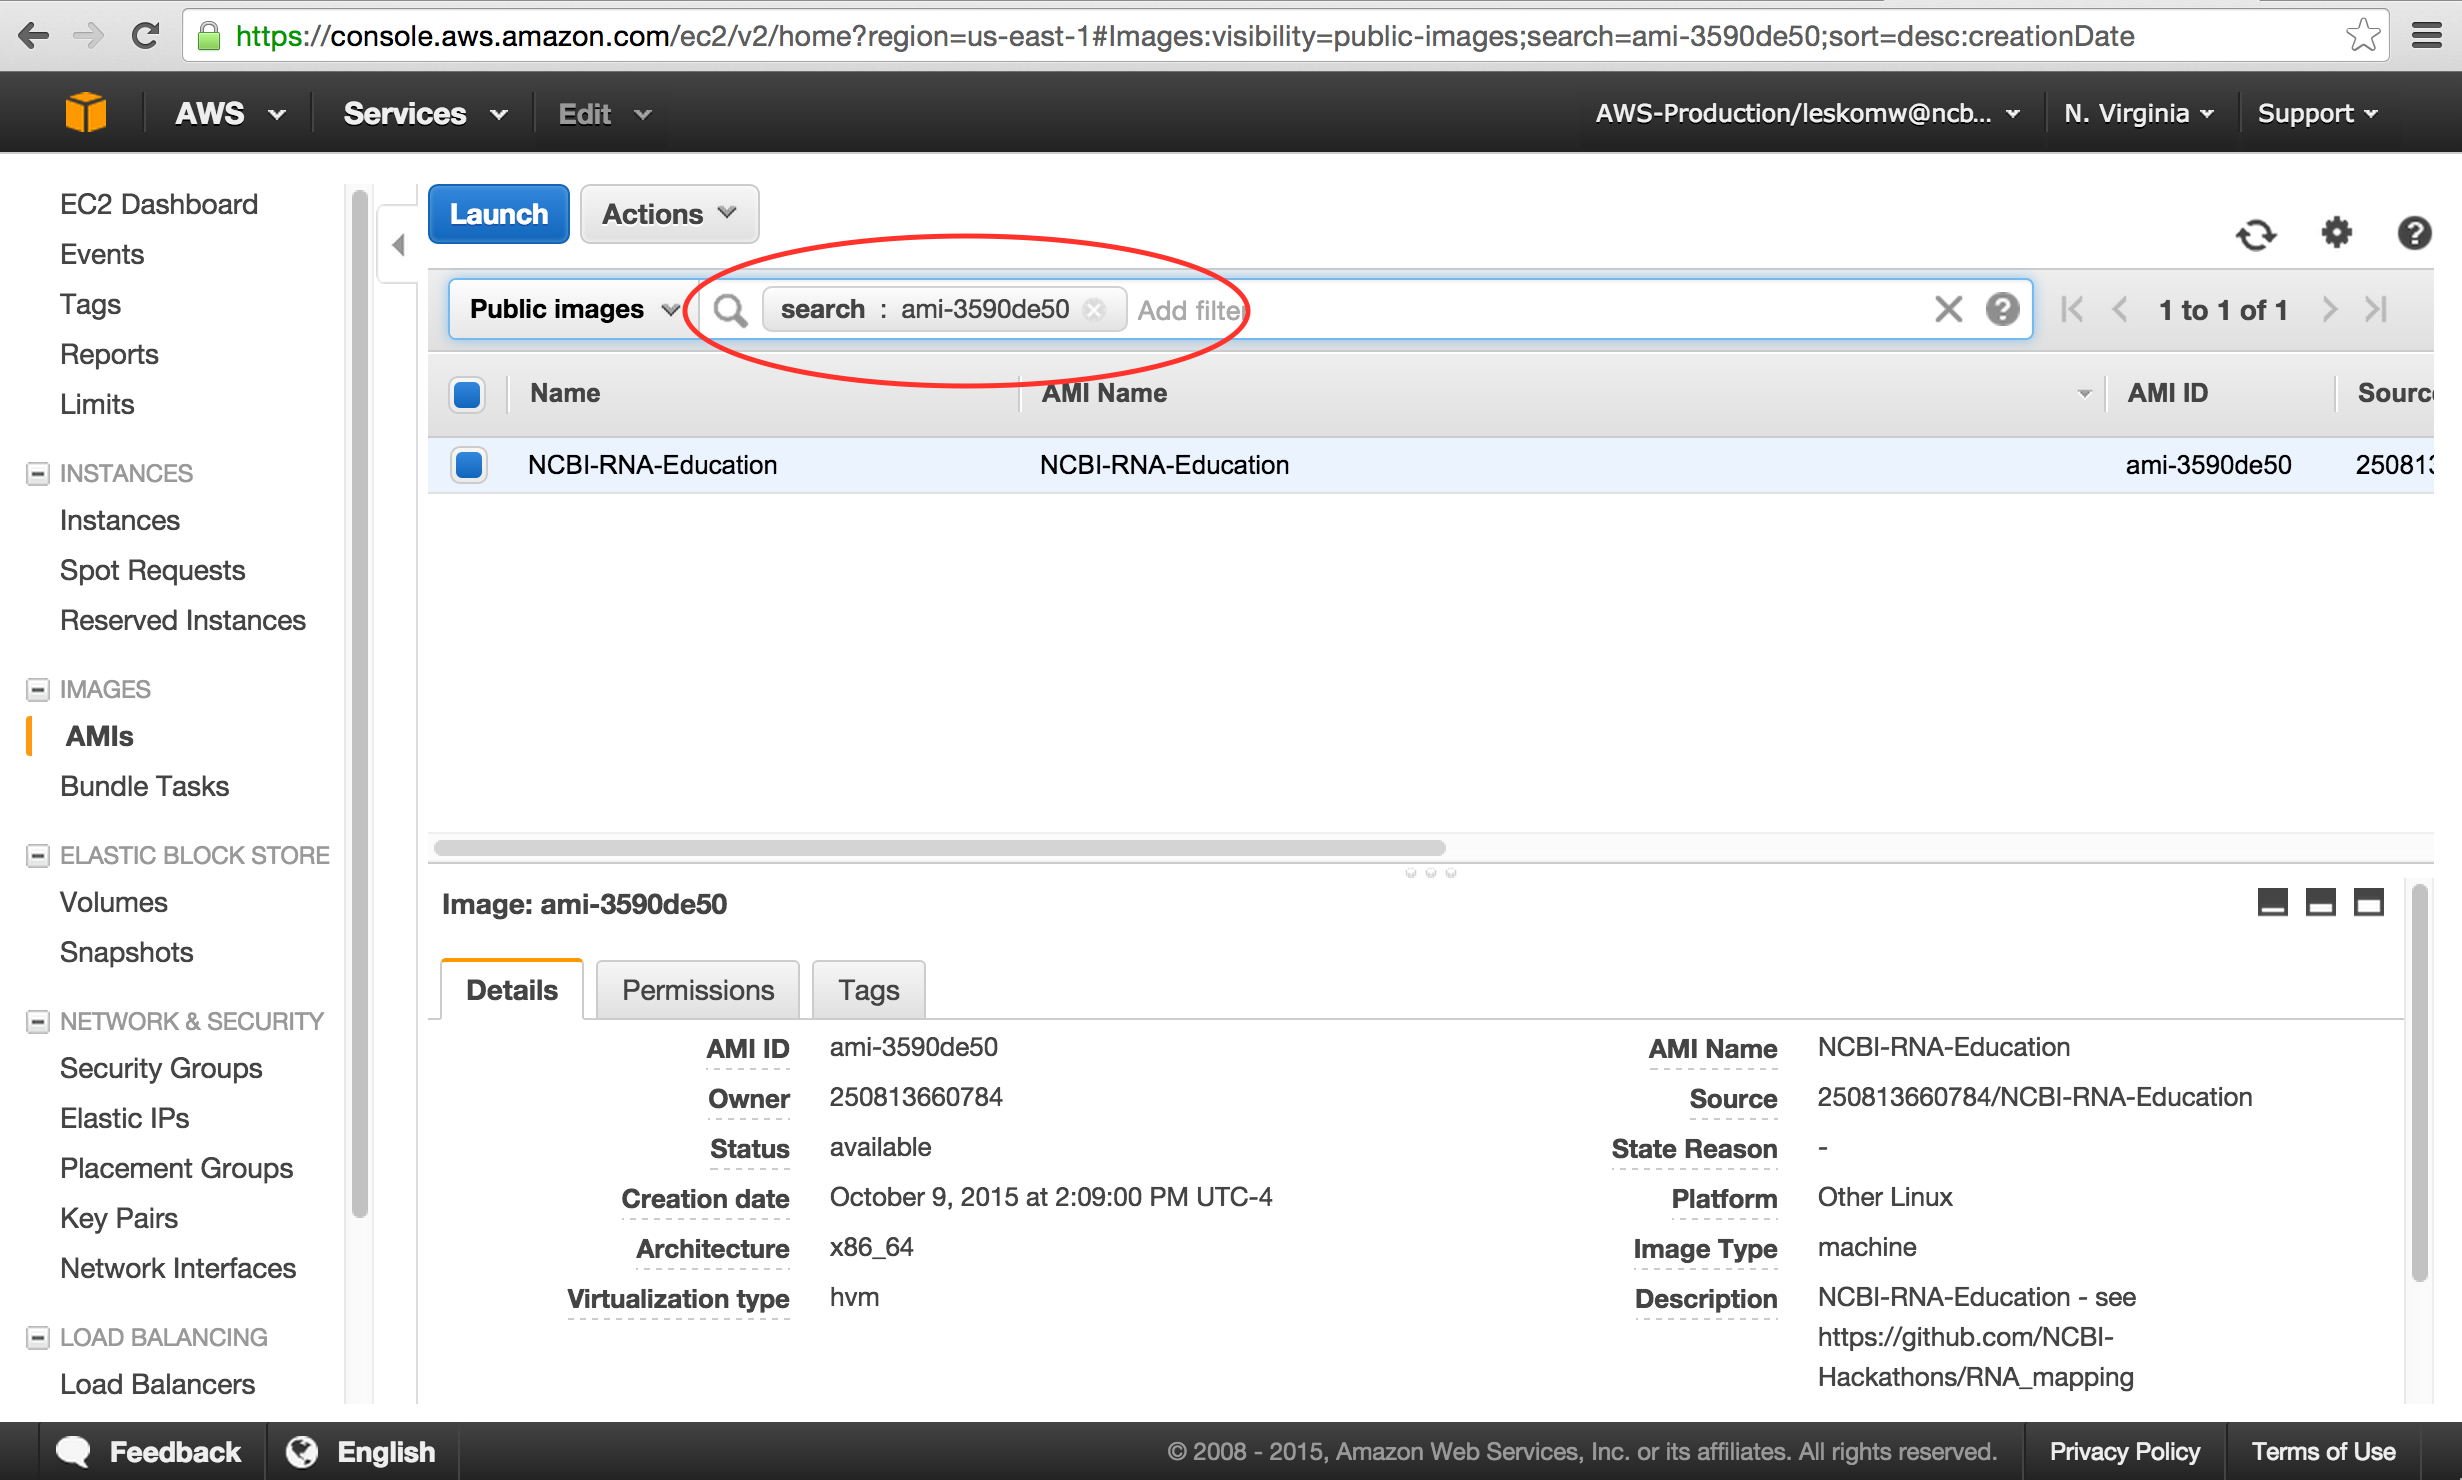 https://console.aws.amazon.com/ec2/v2/home?region=us-east-1#Images:visibility=public-images;search=ami-3590de50;sort=desc:creationDate
AWS Services Edit AWS-Production/leskomw@ncb... N. Virginia Support
EC2 Dashboard
Events
Tags
Reports
Limits
INSTANCES
Instances
Spot Requests
Reserved Instances
IMAGES
AMIs
Bundle Tasks
ELASTIC BLOCK STORE
Volumes
Snapshots
NETWORK & SECURITY
Security Groups
Elastic IPs
Placement Groups
Key Pairs
Network Interfaces
LOAD BALANCING
Load Balancers
Launch Actions
Public images search : ami-3590de50 Add filter 1 to 1 of 1
Name AMI Name AMI ID Sourc
NCBI-RNA-Education NCBI-RNA-Education ami-3590de50 25081
Image: ami-3590de50
Details Permissions Tags
AMI ID ami-3590de50
Owner 250813660784
Status available
Creation date October 9, 2015 at 2:09:00 PM UTC-4
Architecture x86_64
Virtualization type hvm
AMI Name NCBI-RNA-Education
Source 250813660784/NCBI-RNA-Education
State Reason -
Platform Other Linux
Image Type machine
Description NCBI-RNA-Education - see
https://github.com/NCBI-
Hackathons/RNA_mapping
Feedback English © 2008 - 2015, Amazon Web Services, Inc. or its affiliates. All rights reserved. Privacy Policy Terms of Use